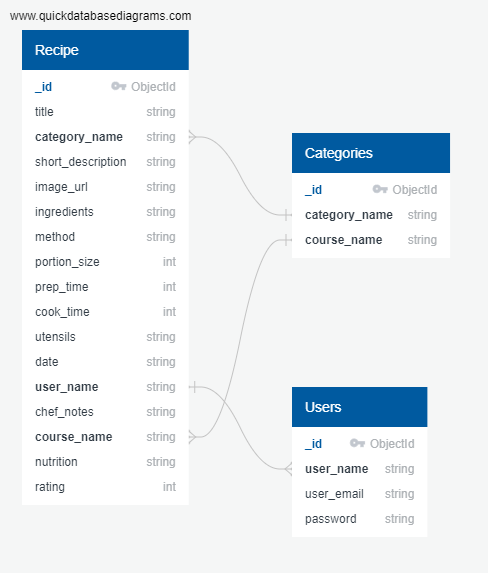 www.quickdatabasediagrams.com
Recipe
_id ObjectId
title string
category_name string
short_description string
image_url string
ingredients string
method string
portion_size int
prep_time int
cook_time int
utensils string
date string
user_name string
chef_notes string
course_name string
nutrition string
rating int
Categories
_id ObjectId
category_name string
course_name string
Users
_id ObjectId
user_name string
user_email string
password string